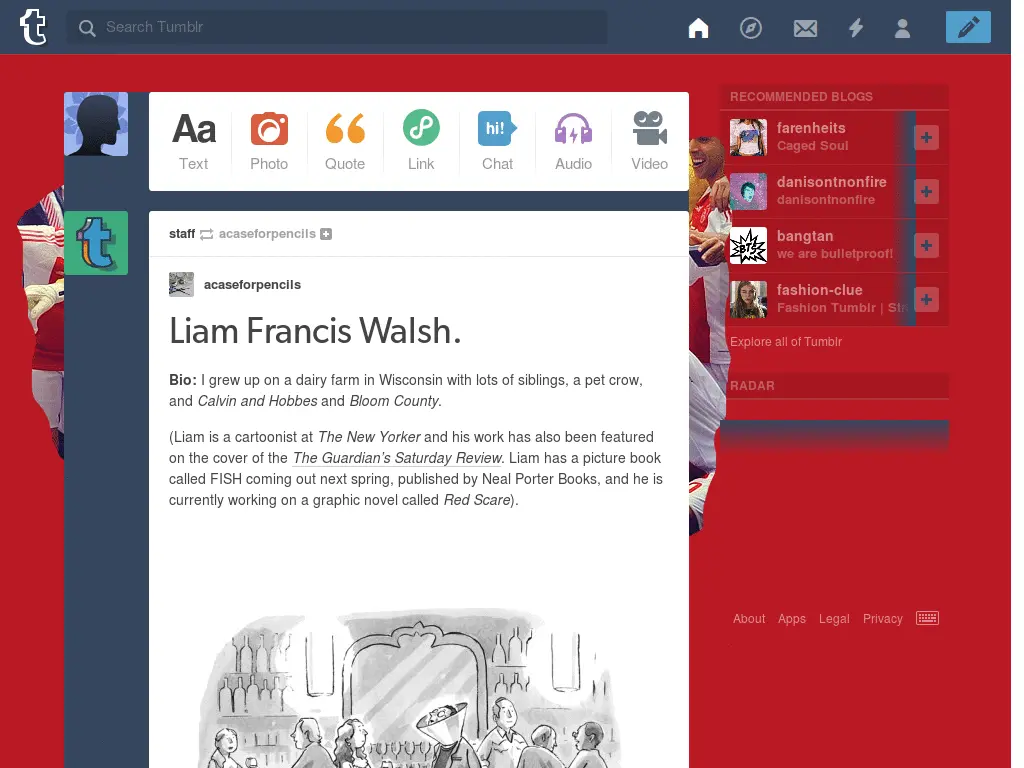 Search Tumblr
Aa
hi!
Text
Photo
Quote
Link
Chat
Audio
Video
staff acaseforpencils
acaseforpencils
Liam Francis Walsh.
Bio: I grew up on a dairy farm in Wisconsin with lots of siblings, a pet crow,
and Calvin and Hobbes and Bloom County.
(Liam is a cartoonist at The New Yorker and his work has also been featured
on the cover of the The Guardian’s Saturday Review. Liam has a picture book
called FISH coming out next spring, published by Neal Porter Books, and he is
currently working on a graphic novel called Red Scare).
RECOMMENDED BLOGS
farenheits
Caged Soul
danisontnonfire
danisontnonfire
BTS
bangtan
we are bulletproof!
fashion-clue
Fashion Tumblr | Str
Explore all of Tumblr
RADAR
About Apps Legal Privacy